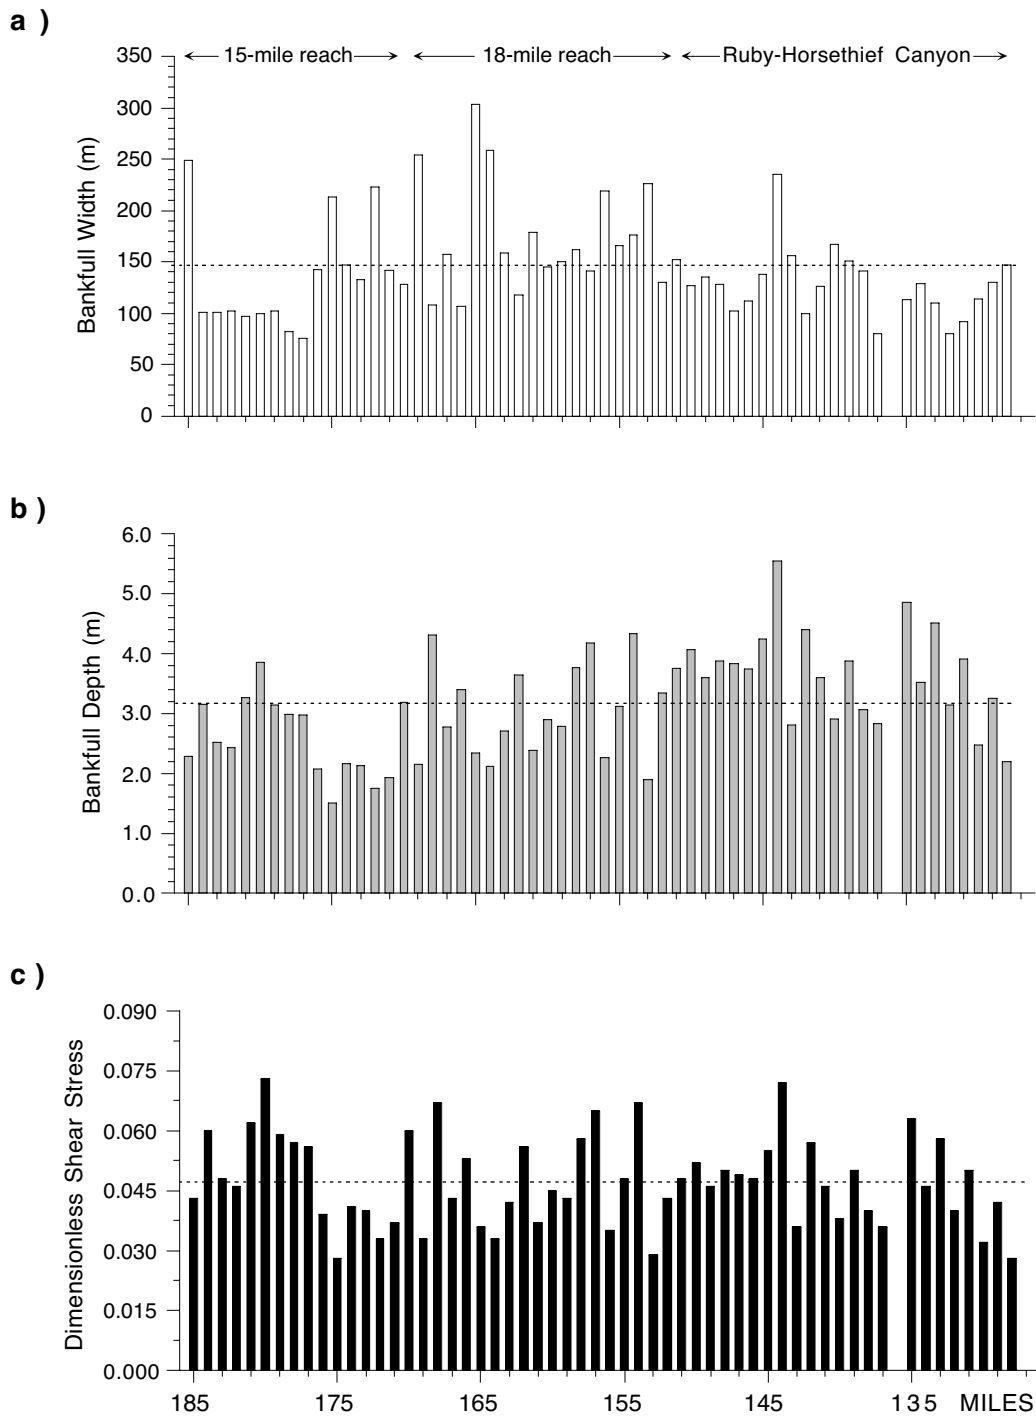 a )
15-mile reach 18-mile reach Ruby-Horsethief Canyon
350
300
250
200
150
100
50
0
Bankfull Width (m)
b )
6.0
5.0
4.0
3.0
2.0
1.0
0.0
Bankfull Depth (m)
c )
0.090
0.075
0.060
0.045
0.030
0.015
0.000
Dimensionless Shear Stress
185 175 165 155 145 135 MILES